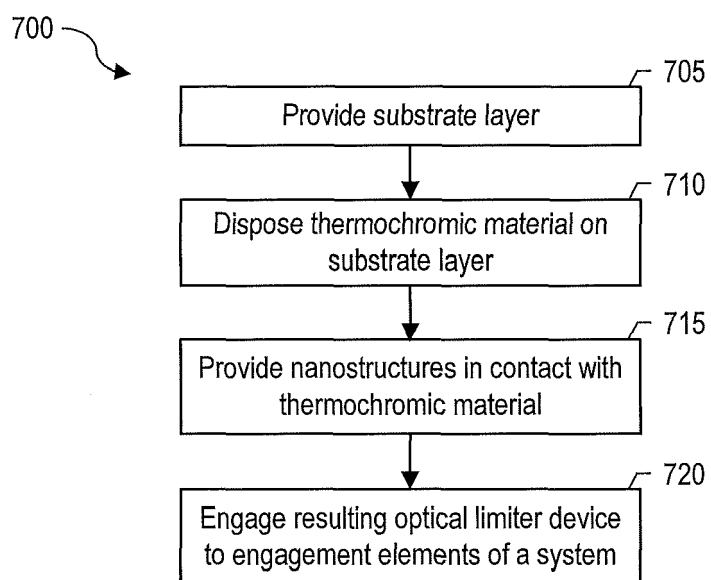 700
705
Provide substrate layer
710
Dispose thermochromic material on
substrate layer
715
Provide nanostructures in contact with
thermochromic material
720
Engage resulting optical limiter device
to engagement elements of a system